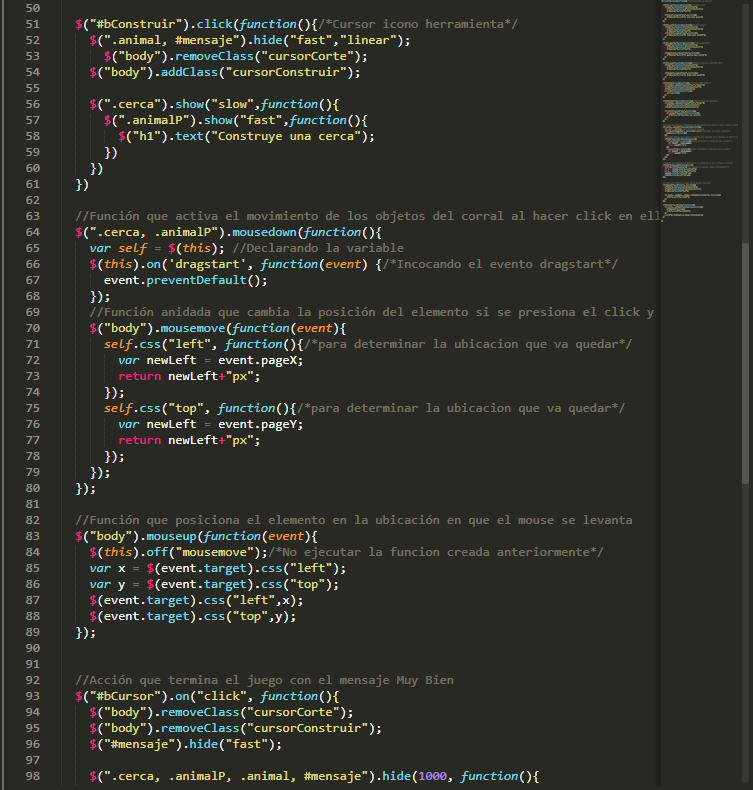 50
51 $("#bConstruir").click(function(){/*Cursor icono herramienta*/
52 $(".animal, #mensaje").hide("fast","linear");
53 $("body").removeClass("cursorCorte");
54 $("body").addClass("cursorConstruir");
55
56 $(".cerca").show("slow",function(){
57 $(".animalP").show("fast",function(){
58 $("h1").text("Construye una cerca");
59 })
60 })
61 })
62
63 //Función que activa el movimiento de los objetos del corral al hacer click en ell
64 $(".cerca, .animalP").mousedown(function(){
65 var self = $(this); //Declarando la variable
66 $(this).on('dragstart', function(event) {/*Incocando el evento dragstart*/
67 event.preventDefault();
68 });
69 //Función anidada que cambia la posición del elemento si se presiona el click y
70 $("body").mousemove(function(event){
71 self.css("left", function(){/*para determinar la ubicacion que va quedar*/
72 var newLeft = event.pageX;
73 return newLeft+"px";
74 });
75 self.css("top", function(){/*para determinar la ubicacion que va quedar*/
76 var newLeft = event.pageY;
77 return newLeft+"px";
78 });
79 });
80 });
81
82 //Función que posiciona el elemento en la ubicación en que el mouse se levanta
83 $("body").mouseup(function(event){
84 $(this).off("mousemove");/*No ejecutar la funcion creada anteriormente*/
85 var x = $(event.target).css("left");
86 var y = $(event.target).css("top");
87 $(event.target).css("left",x);
88 $(event.target).css("top",y);
89 });
90
91
92 //Acción que termina el juego con el mensaje Muy Bien
93 $("#bCursor").on("click", function(){
94 $("body").removeClass("cursorCorte");
95 $("body").removeClass("cursorConstruir");
96 $("#mensaje").hide("fast");
97
98 $(".cerca, .animalP, .animal, #mensaje").hide(1000, function(){